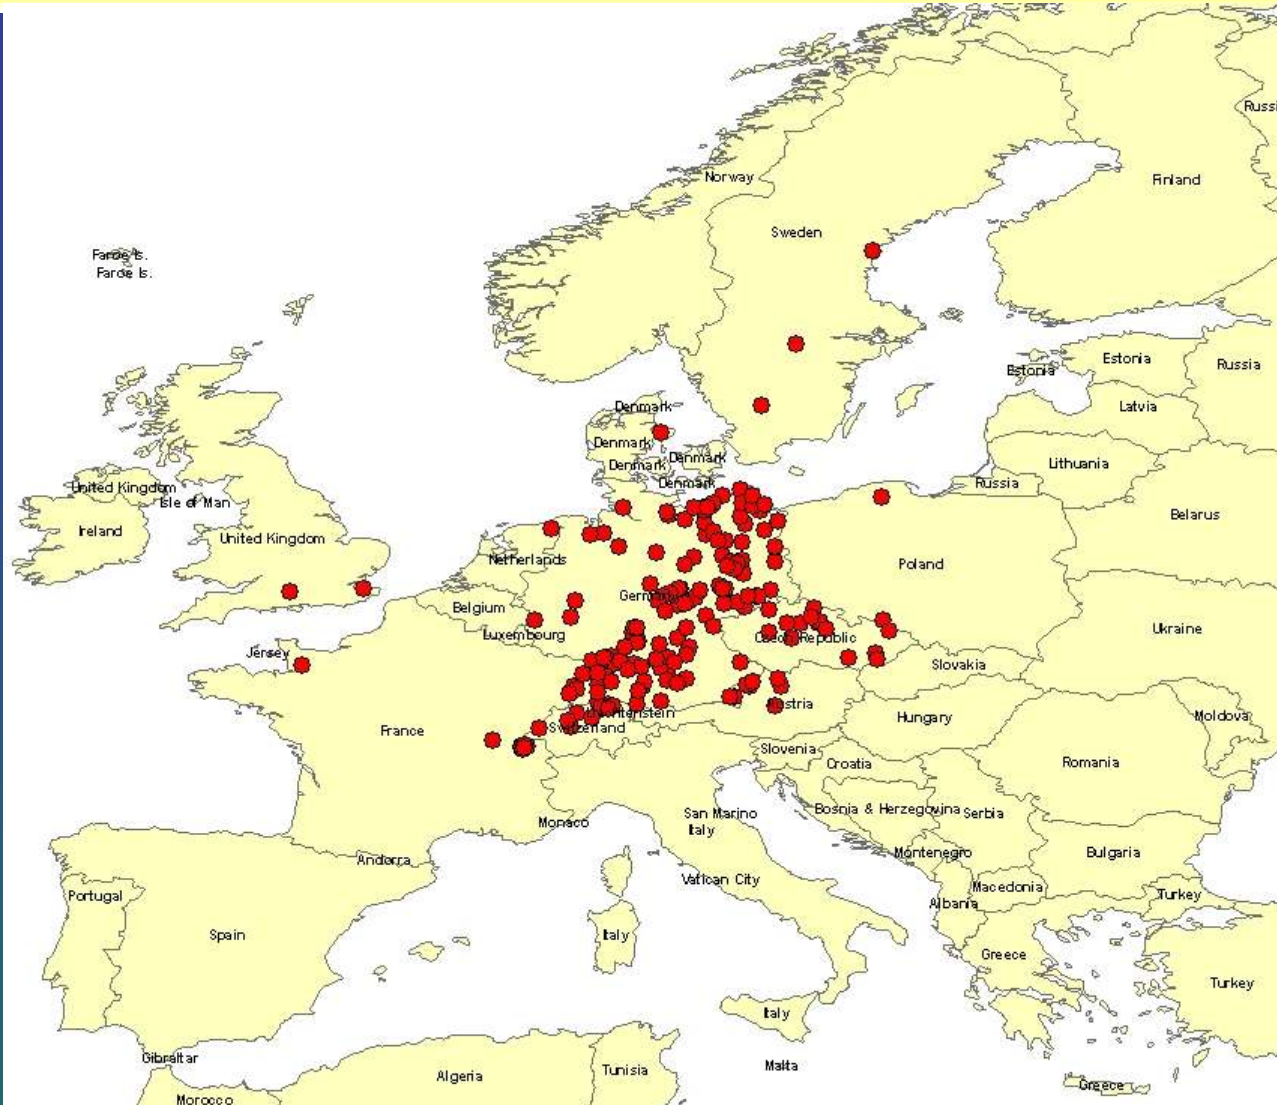 Russi
Norway
Finland
Sweden
Faroe Is.
Faroe Is.
Estonia
Russia
Estonia
Latvia
Denmark
Denmark
Denmark
Denmark
Denmark
Lithuania
Russia
United Kingdom
Isle of Man
Belarus
Ireland
United Kingdom
Netherlands
Poland
Belgium
Germany
Ukraine
Luxembourg
Czech Republic
Jersey
Slovakia
Austria
Liechtenstein
Hungary
Moldova
France
Switzerland
Slovenia
Croatia
Romania
Bosnia & Herzegovina
Serbia
San Marino
Italy
Monaco
Montenegro
Bulgaria
Andorra
Vatican City
Macedonia
Portugal
Albania
Turkey
Spain
Italy
Greece
Turkey
Italy
Gibraltar
Malta
Algeria
Tunisia
Greece
Morocco